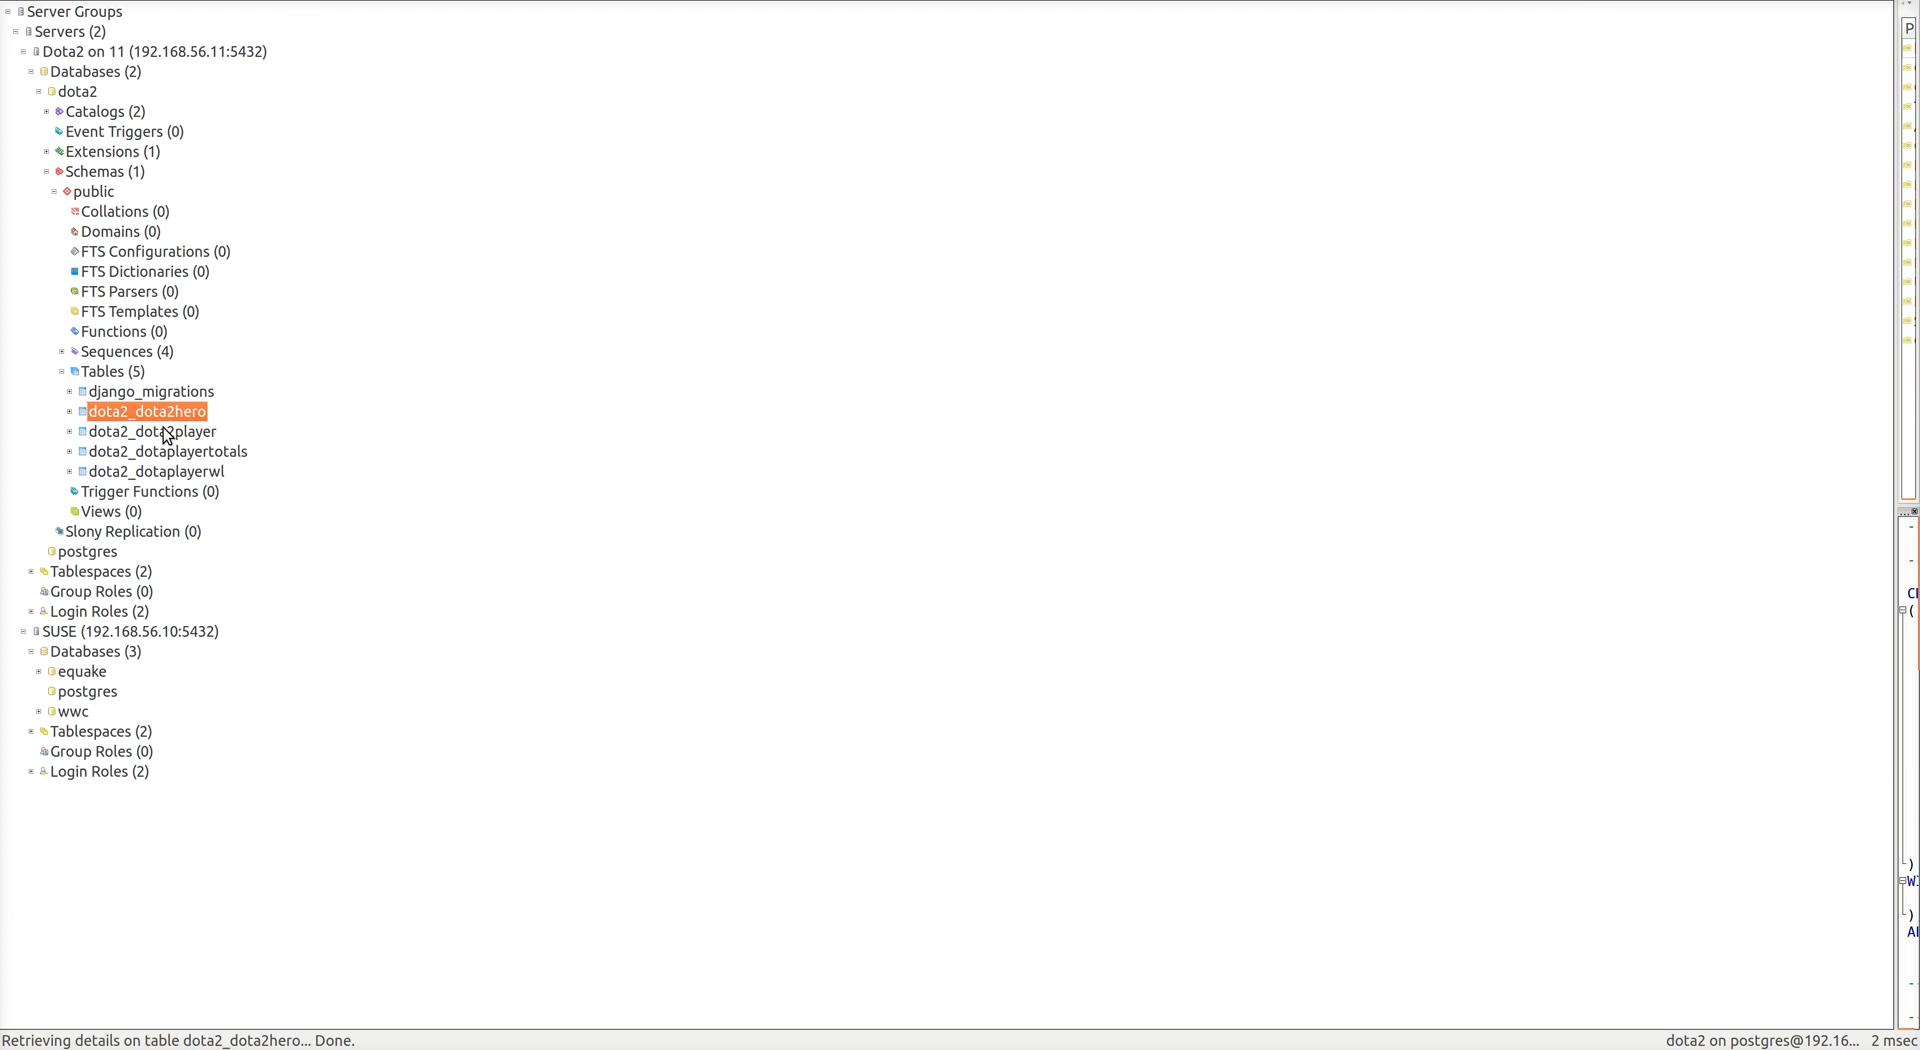 Server Groups
Servers (2)
Dota2 on 11 (192.168.56.11:5432)
Databases (2)
dota2
Catalogs (2)
Event Triggers (0)
Extensions (1)
Schemas (1)
public
Collations (0)
Domains (0)
FTS Configurations (0)
FTS Dictionaries (0)
FTS Parsers (0)
FTS Templates (0)
Functions (0)
Sequences (4)
Tables (5)
django_migrations
dota2_dota2hero
dota2_dota2player
dota2_dotaplayertotals
dota2_dotaplayerwl
Trigger Functions (0)
Views (0)
Slony Replication (0)
postgres
Tablespaces (2)
Group Roles (0)
Login Roles (2)
SUSE (192.168.56.10:5432)
Databases (3)
equake
postgres
wwc
Tablespaces (2)
Group Roles (0)
Login Roles (2)
P
...
(
)
)
Retrieving details on table dota2_dota2hero... Done.
dota2 on postgres@192.16... 2 msec